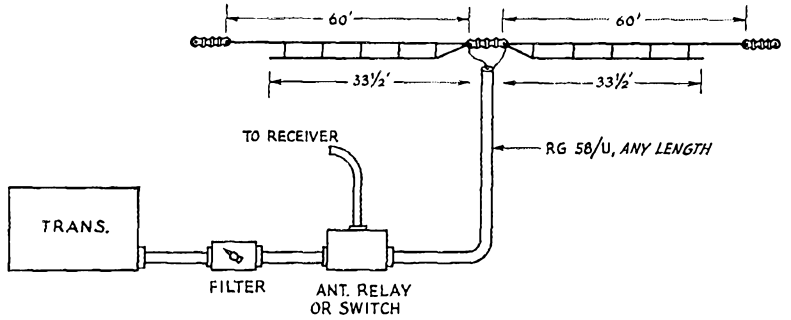 60' 60'
33½' 33½'
TO RECEIVER
RG 58/U, ANY LENGTH
TRANS.
FILTER
ANT. RELAY
OR SWITCH